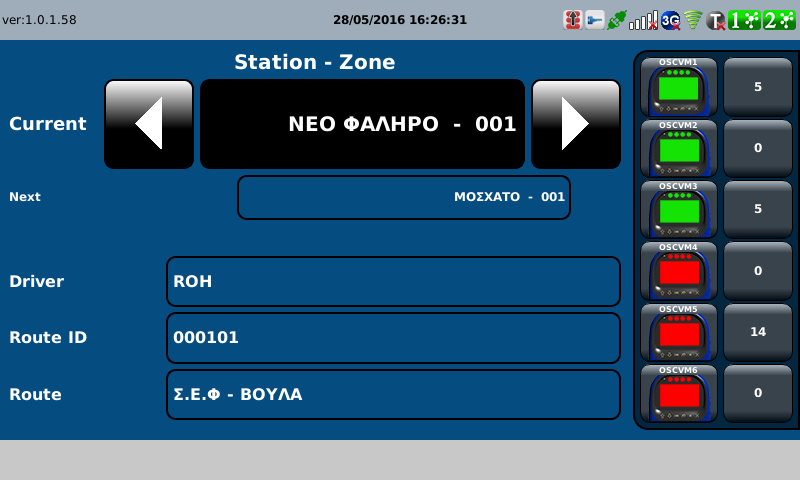 ver:1.0.1.58
28/05/2016 16:26:31
3G
T
1
2
Station - Zone
Current
ΝΕΟ ΦΑΛΗΡΟ - 001
Next
ΜΟΣΧΑΤΟ - 001
Driver
ROH
Route ID
000101
Route
Σ.Ε.Φ - ΒΟΥΛΑ
OSCVM1
5
OSCVM2
0
OSCVM3
5
OSCVM4
0
OSCVM5
14
OSCVM6
0